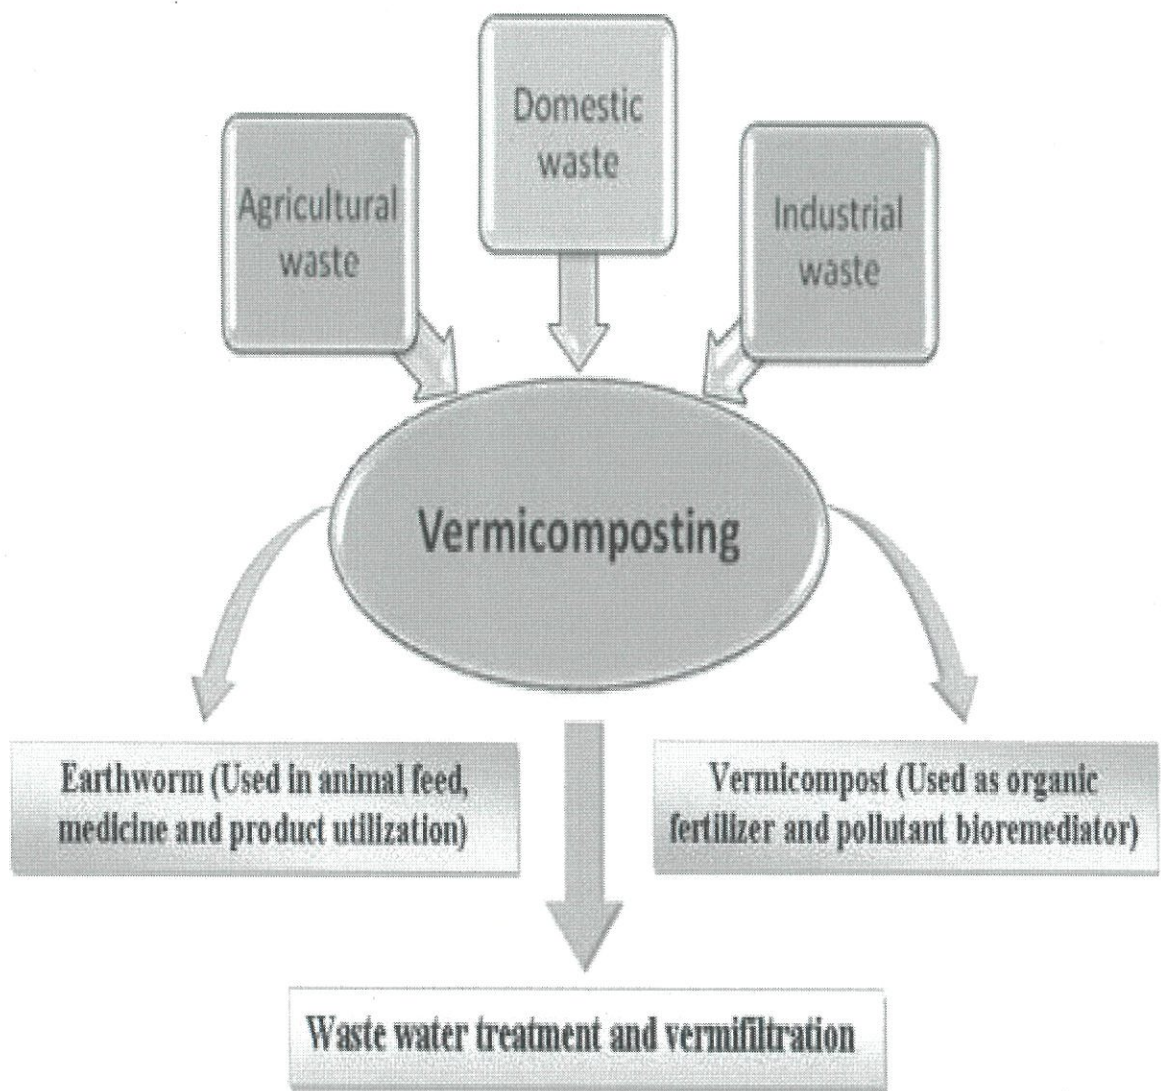 Domestic
waste
Agricultural
waste
Industrial
waste
Vermicomposting
Earthworm (Used in animal feed,
medicine and product utilization)
Vermicompost (Used as organic
fertilizer and pollutant bioremediator)
Waste water treatment and vermifiltration